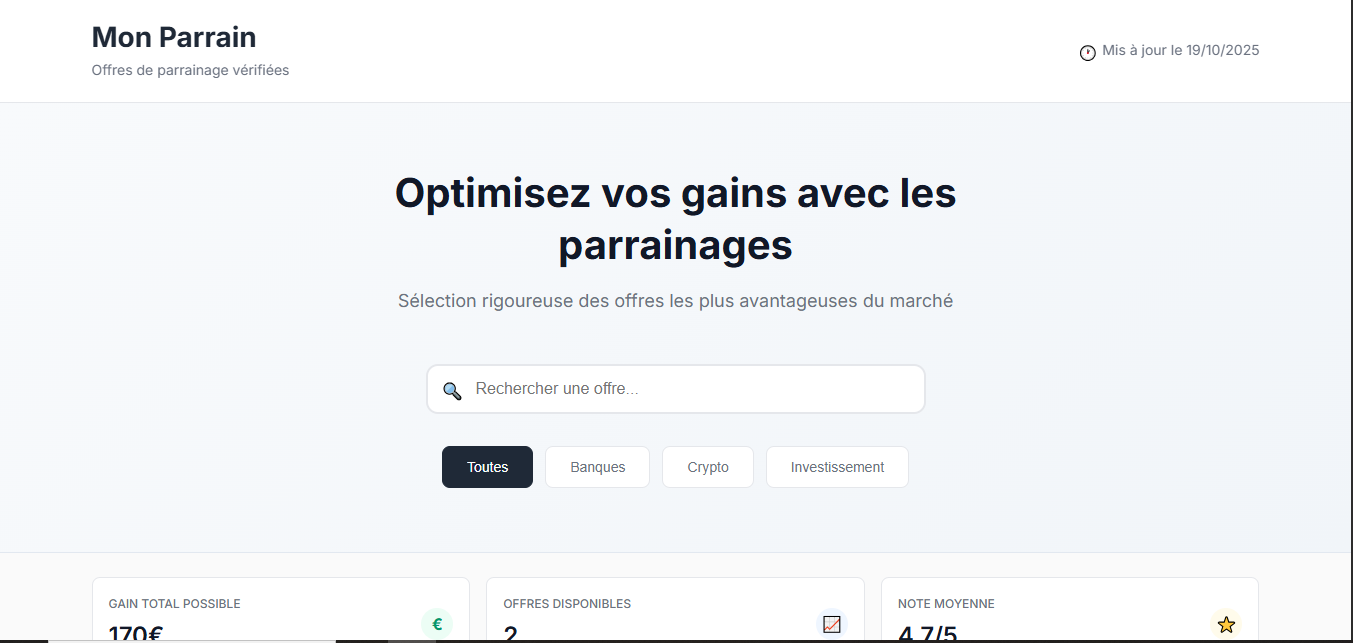 Mon Parrain
Offres de parrainage vérifiées
Mis à jour le 19/10/2025
Optimisez vos gains avec les
parrainages
Sélection rigoureuse des offres les plus avantageuses du marché
Rechercher une offre...
Toutes
Banques
Crypto
Investissement
GAIN TOTAL POSSIBLE
170€
€
OFFRES DISPONIBLES
2
NOTE MOYENNE
4.7/5